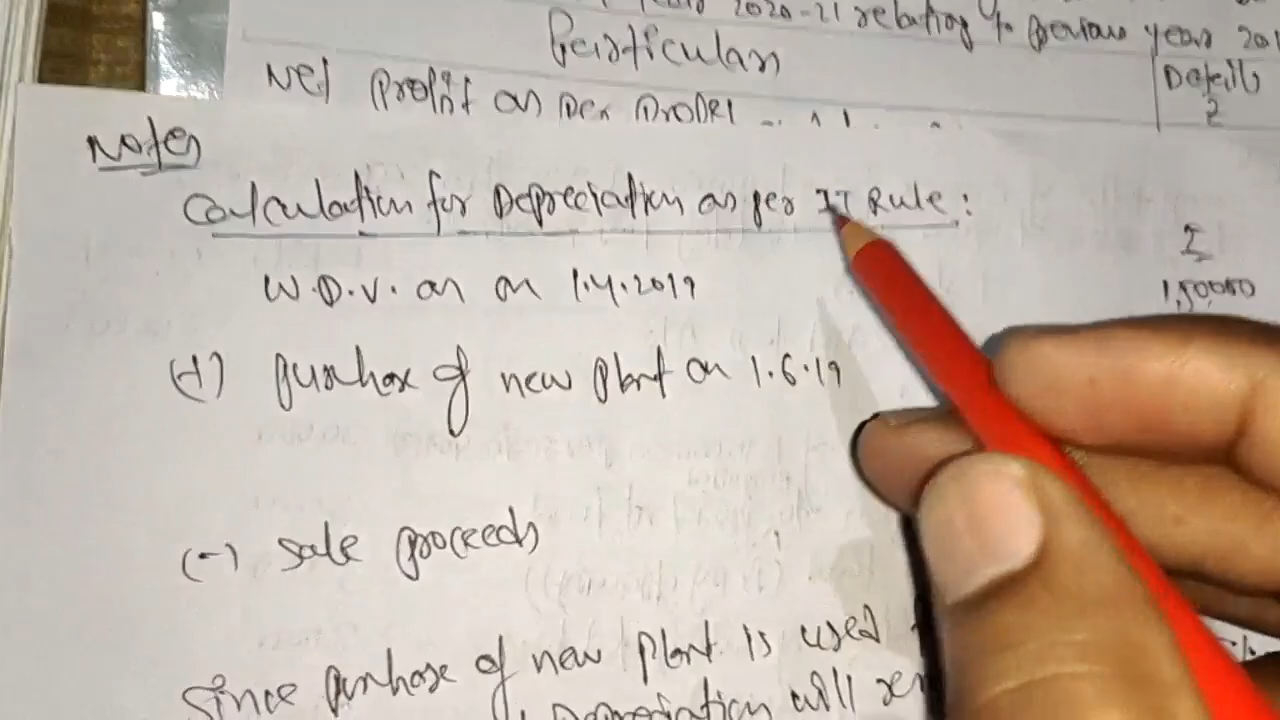 2020-21 relating to previous year 201
Particulars
Details
₹
Net Profit as per
Notes
Calculation for Depreciation as per IT Rule:
₹
W.D.V. as on 1.4.2019 1,50,000
(+) purchase of new plant on 1.6.19
(-) sale proceeds
Since purchase of new plant is used
Depreciation will